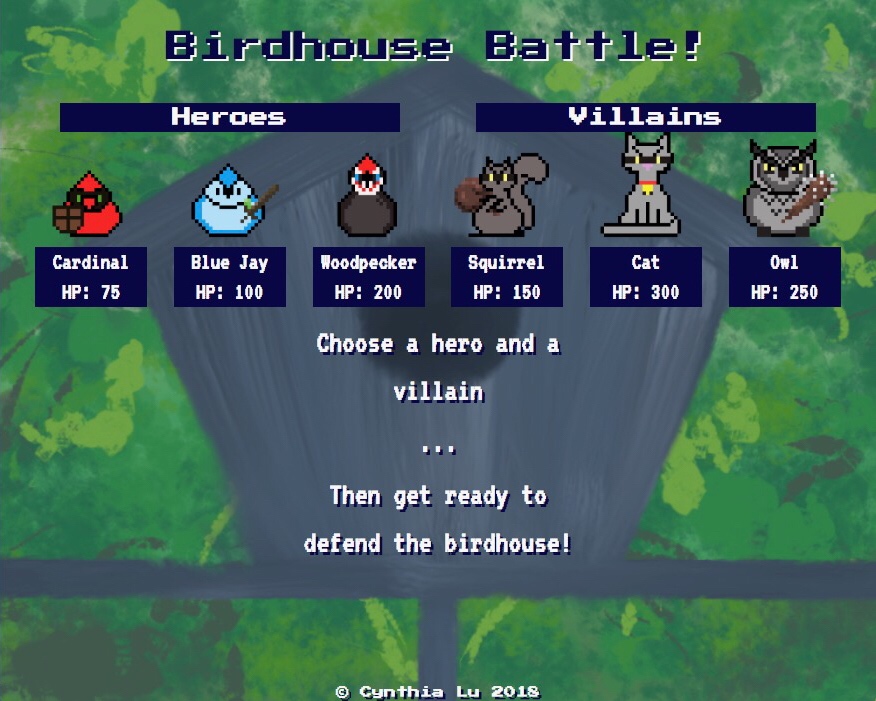 Birdhouse Battle!
Heroes
Villains
Cardinal
HP: 75
Blue Jay
HP: 100
Woodpecker
HP: 200
Squirrel
HP: 150
Cat
HP: 300
Owl
HP: 250
Choose a hero and a
villain
...
Then get ready to
defend the birdhouse!
© Cynthia Lu 2018